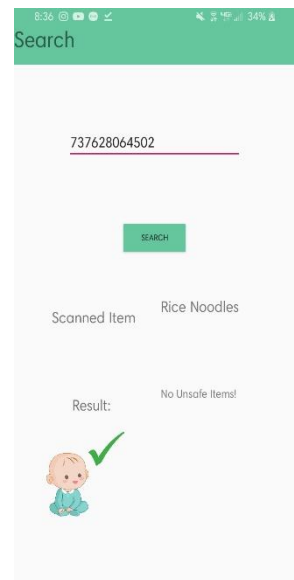 8:36 34%
Search
737628064502
SEARCH
Scanned Item
Rice Noodles
Result:
No Unsafe Items!